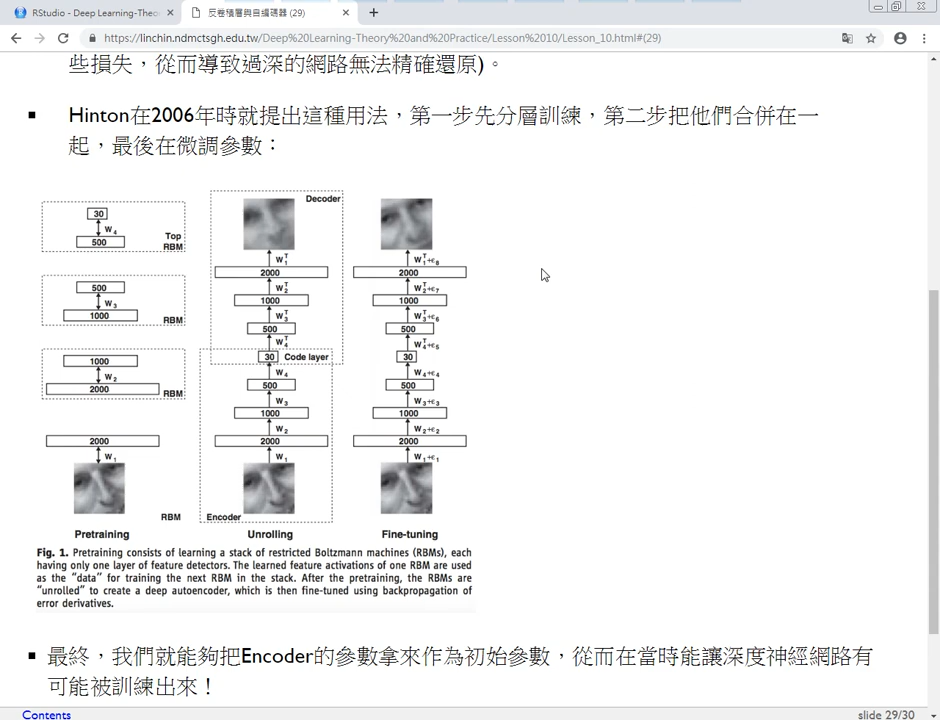 RStudio - Deep Learning-Theo
反卷積層與自編碼器 (29)
https://linchin.ndmctsgh.edu.tw/Deep%20Learning-Theory%20and%20Practice/Lesson%2010/Lesson_10.html#(29)
些損失，從而導致過深的網路無法精確還原)。
Hinton在2006年時就提出這種用法，第一步先分層訓練，第二步把他們合併在一
起，最後在微調參數：
30
W4
500
Top
RBM
500
W3
1000
RBM
1000
W2
2000
RBM
2000
W1
RBM
Pretraining
Decoder
W1T
2000
W2T
1000
W3T
500
W4T
30
Code layer
W4
500
W3
1000
W2
2000
W1
Encoder
Unrolling
W1T+ε8
2000
W2T+ε7
1000
W3T+ε6
500
W4T+ε5
30
W4+ε4
500
W3+ε3
1000
W2+ε2
2000
W1+ε1
Fine-tuning
Fig. 1. Pretraining consists of learning a stack of restricted Boltzmann machines (RBMs), each
having only one layer of feature detectors. The learned feature activations of one RBM are used
as the “data” for training the next RBM in the stack. After the pretraining, the RBMs are
“unrolled” to create a deep autoencoder, which is then fine-tuned using backpropagation of
error derivatives.
最終，我們就能夠把Encoder的參數拿來作為初始參數，從而在當時能讓深度神經網路有
可能被訓練出來！
Contents
slide 29/30